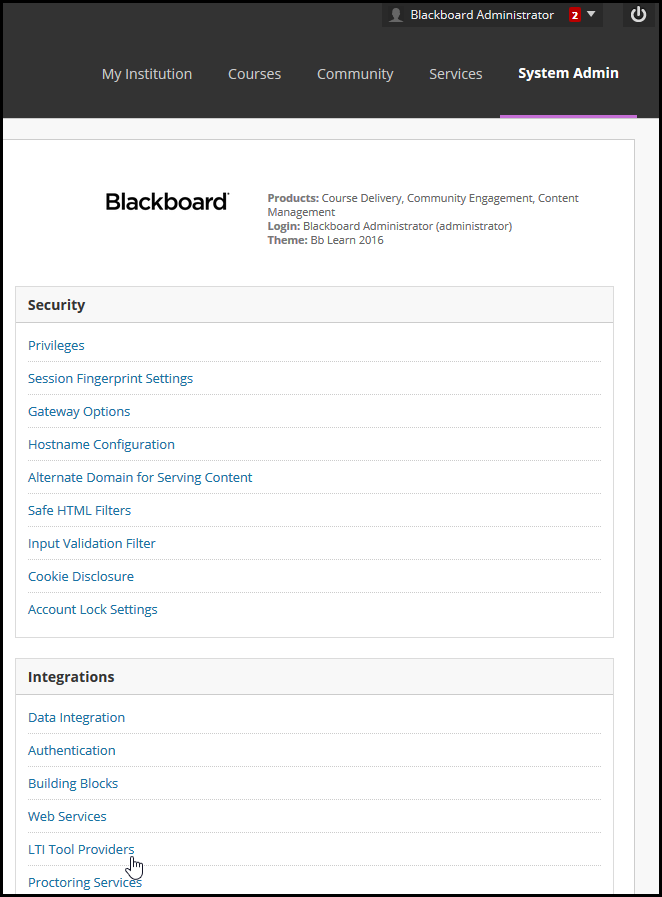 Blackboard Administrator 2
My Institution Courses Community Services System Admin
Blackboard
Products: Course Delivery, Community Engagement, Content
Management
Login: Blackboard Administrator (administrator)
Theme: Bb Learn 2016
Security
Privileges
Session Fingerprint Settings
Gateway Options
Hostname Configuration
Alternate Domain for Serving Content
Safe HTML Filters
Input Validation Filter
Cookie Disclosure
Account Lock Settings
Integrations
Data Integration
Authentication
Building Blocks
Web Services
LTI Tool Providers
Proctoring Services